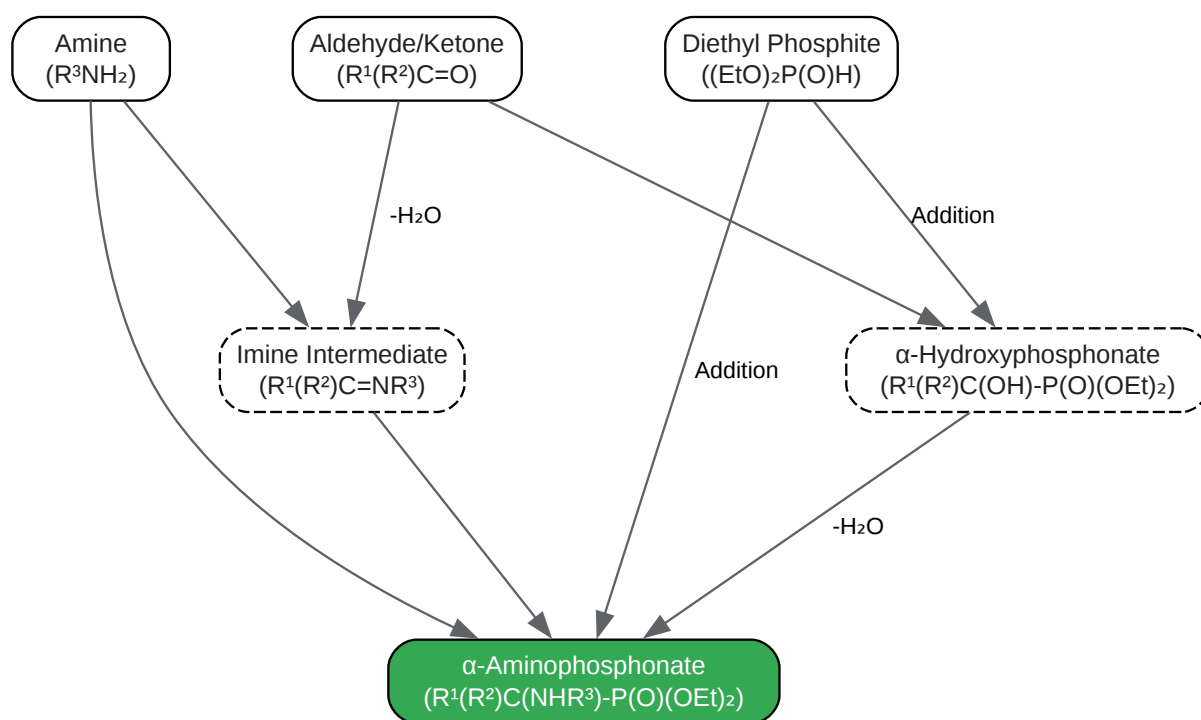 Amine
(R³NH₂)
Aldehyde/Ketone
(R¹(R²)C=O)
Diethyl Phosphite
((EtO)₂P(O)H)
-H₂O
Addition
Imine Intermediate
(R¹(R²)C=NR³)
Addition
α-Hydroxyphosphonate
(R¹(R²)C(OH)-P(O)(OEt)₂)
-H₂O
α-Aminophosphonate
(R¹(R²)C(NHR³)-P(O)(OEt)₂)